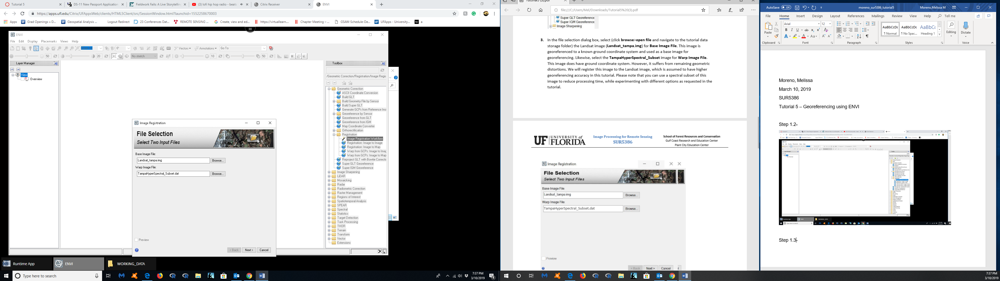 Tutorial 5
DS-11 New Passport Application
Fieldwork Fails: A Live Storytelling
(3) lofi hip hop radio - beats
Citrix Receiver
ENVI
https://apps.ufl.edu/Citrix/UFAppsWeb/clients/HTML5Client/src/SessionWindow.html?launchid=1552258670003
Apps
Grad Openings » D...
Geospatial Analysis ...
Logout Redirect
23 Conferences Dat...
REMOTE SENSING ...
Create, view and ed...
https://virtuallearn...
Chapter Meeting – ...
GSAW-Schedule-De...
UFApps - University...
a
ENVI
File Edit Display Placemarks Views Help
0°
Vectors
Annotations
Go To
50
20
No stretch
10
50
Layer Manager
View
Overview
Toolbox
/Geometric Correction/Registration/Image Regis
Geometric Correction
ASCII Coordinate Conversion
Build GLT
Build Geometry File by Sensor
Build Super GLT
Generate GCPs from Reference Ima
Georeference by Sensor
Georeference from GLT
Georeference from IGM
Map Coordinate Converter
Orthorectification
Registration
Image Registration Workflow
Registration: Image to Image
Registration: Image to Map
Warp from GCPs: Image to Imag
Warp from GCPs: Image to Map
Reproject GLT with Bowtie Correctio
Super GLT Georeference
Super IGM Georeference
Image Sharpening
LiDAR
Mosaicking
Radar
Radiometric Correction
Raster Management
Regions of Interest
Spatiotemporal Analysis
SPEAR
Spectral
Statistics
Target Detection
Task Processing
THOR
Terrain
Transform
Vector
Extensions
Image Registration
File Selection
Select Two Input Files
Base Image File:
Landsat_tampa.img
Browse...
Warp Image File:
TampaHyperSpectral_Subset.dat
Browse...
Preview
< Back
Next >
Cancel
Runtime App
ENVI
WORKING_DATA
Type here to search
7:37 PM
3/10/2019
Tutorial5 (3).pdf
file:///C:/Users/Mel/Downloads/Tutorial5%20(3).pdf
Super GLT Georeference
Super IGM Georeference
Image Sharpening
3. In the file selection dialog box, select (click browse>open file and navigate to the tutorial data
storage folder) the Landsat image (Landsat_tampa.img) for Base Image File. This image is
georeferenced to a known ground coordinate system and used as a base image for
georeferencing. Likewise, select the TampaHyperSpectral_Subset image for Warp Image File.
This image does have ground coordinate system. However, it suffers from remaining geometric
distortions. We will register this image to the Landsat image, which is assumed to have higher
georeferencing accuracy in this tutorial. Please note that you can use a spectral subset of this
image to reduce processing time, while experimenting with different options as requested in the
tutorial.
UF UNIVERSITY of
FLORIDA
Image Processing for Remote Sensing
SUR5386
School of Forest Resources and Conservation
Gulf Coast Research and Education Center
Plant City Education Center
Image Registration
File Selection
Select Two Input Files
Base Image File:
Landsat_tampa.img
Browse...
Warp Image File:
TampaHyperSpectral_Subset.dat
Browse...
Preview
< Back
Next >
Cancel
AutoSave Off
moreno_sur5386_tutorial5
Moreno,Melissa M
File Home Insert Design Layout References Mailings Review View Help Tell me
Paste
Arial
12
B I U ab x₂ x²
AaBbCcDc
¶ Normal
AaBbCcDc
¶ No Spac...
AaBbCc
Heading 1
Editing
Dictate
Clipboard
Font
Paragraph
Styles
Voice
Moreno, Melissa
March 10, 2019
SUR5386
Tutorial 5 – Georeferencing using ENVI
Step 1.2-
Step 1.3-
7:37 PM
3/10/2019